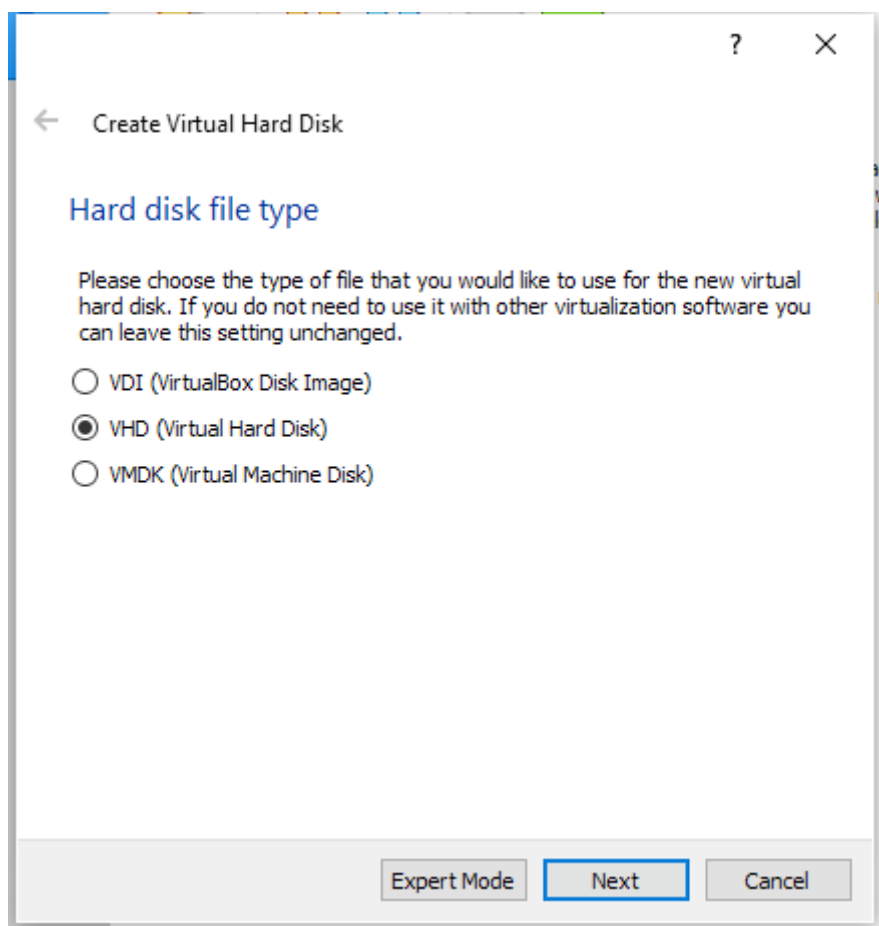 ?
Create Virtual Hard Disk
Hard disk file type
Please choose the type of file that you would like to use for the new virtual
hard disk. If you do not need to use it with other virtualization software you
can leave this setting unchanged.
VDI (VirtualBox Disk Image)
VHD (Virtual Hard Disk)
VMDK (Virtual Machine Disk)
Expert Mode Next Cancel